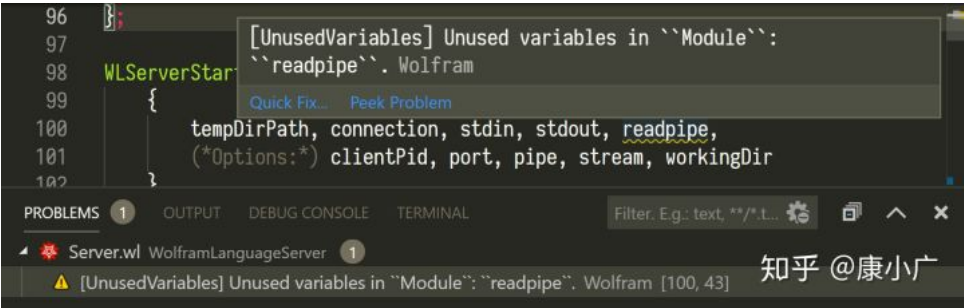 96 };
[UnusedVariables] Unused variables in ``Module``:
97
``readpipe``. Wolfram
98 WLServerStar
Quick Fix... Peek Problem
99 {
100 tempDirPath, connection, stdin, stdout, readpipe,
101 (*Options:*) clientPid, port, pipe, stream, workingDir
102 }
PROBLEMS 1 OUTPUT DEBUG CONSOLE TERMINAL Filter. E.g.: text, **/*.t...
Server.wl WolframLanguageServer 1
[UnusedVariables] Unused variables in ``Module``: ``readpipe``. Wolfram [100, 43]
知乎 @康小广